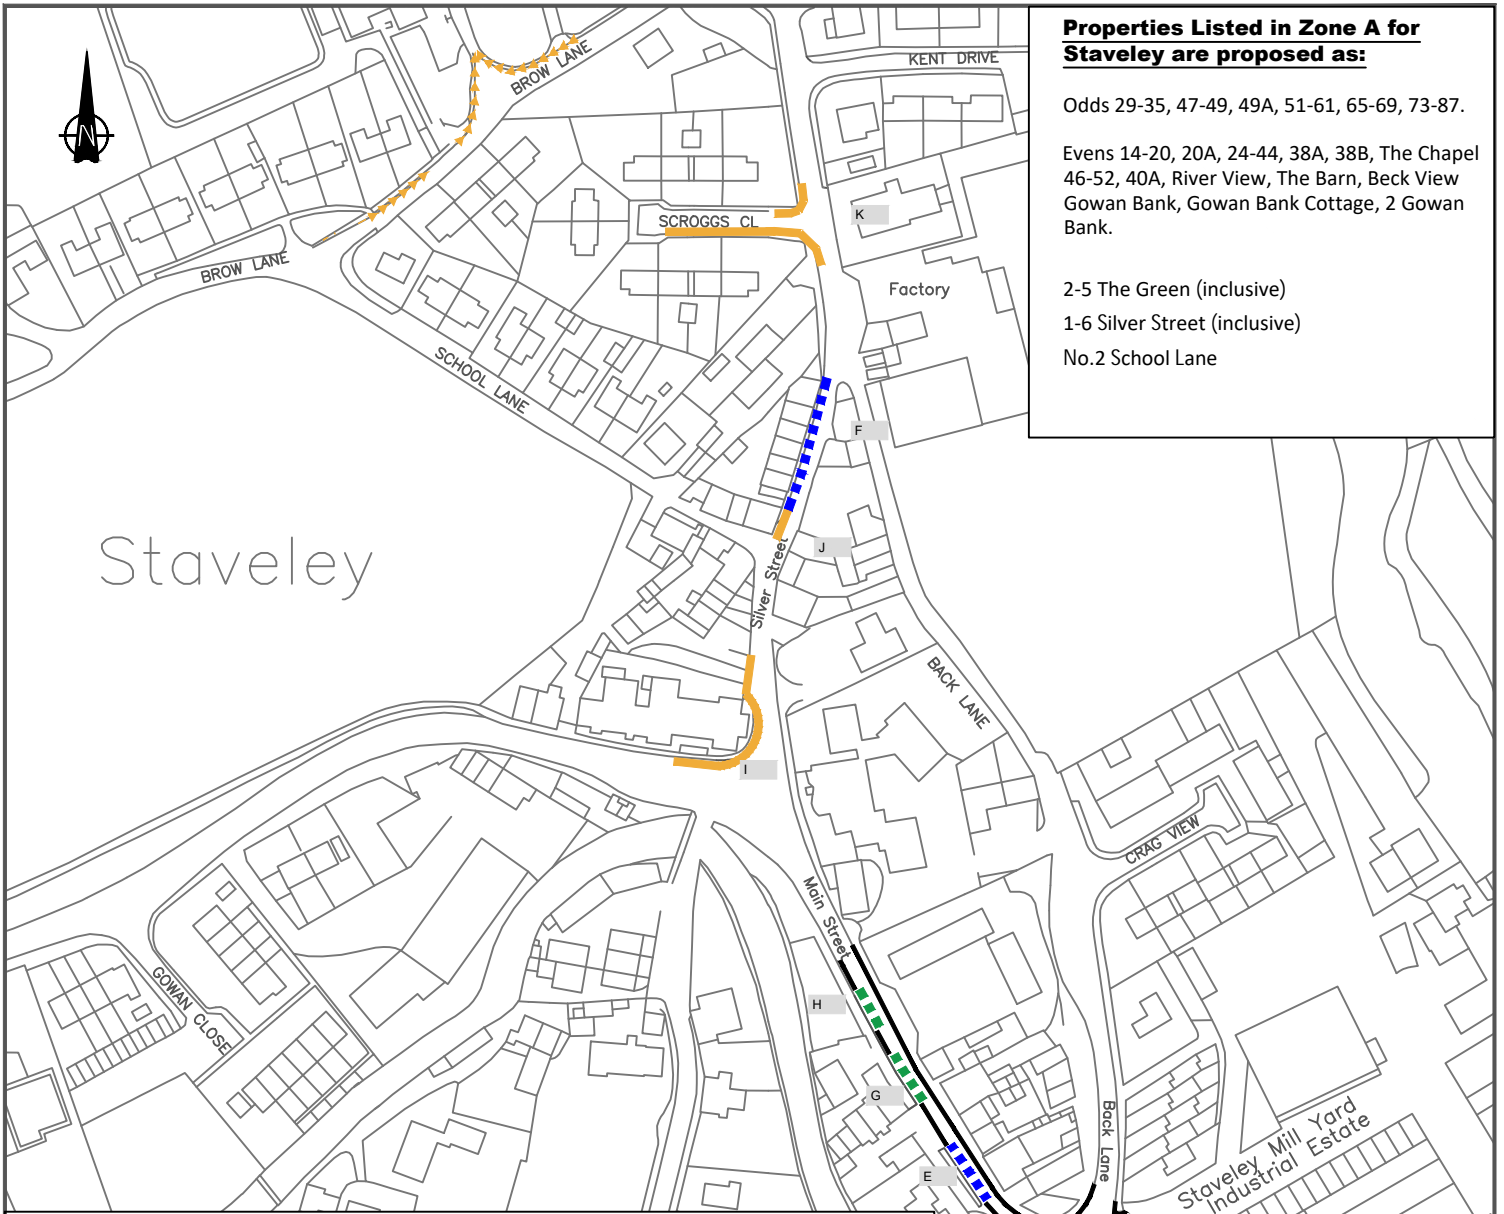 Properties Listed in Zone A for
Staveley are proposed as:
Odds 29-35, 47-49, 49A, 51-61, 65-69, 73-87.
Evens 14-20, 20A, 24-44, 38A, 38B, The Chapel
46-52, 40A, River View, The Barn, Beck View
Gowan Bank, Gowan Bank Cottage, 2 Gowan
Bank.
2-5 The Green (inclusive)
1-6 Silver Street (inclusive)
No.2 School Lane
N
BROW LANE
KENT DRIVE
K
SCROGGS CL
BROW LANE
Factory
SCHOOL LANE
F
Staveley
J
Silver Street
BACK LANE
I
CRAG VIEW
Main Street
GOWAN CLOSE
H
G
Back Lane
Staveley Mill Yard
Industrial Estate
E